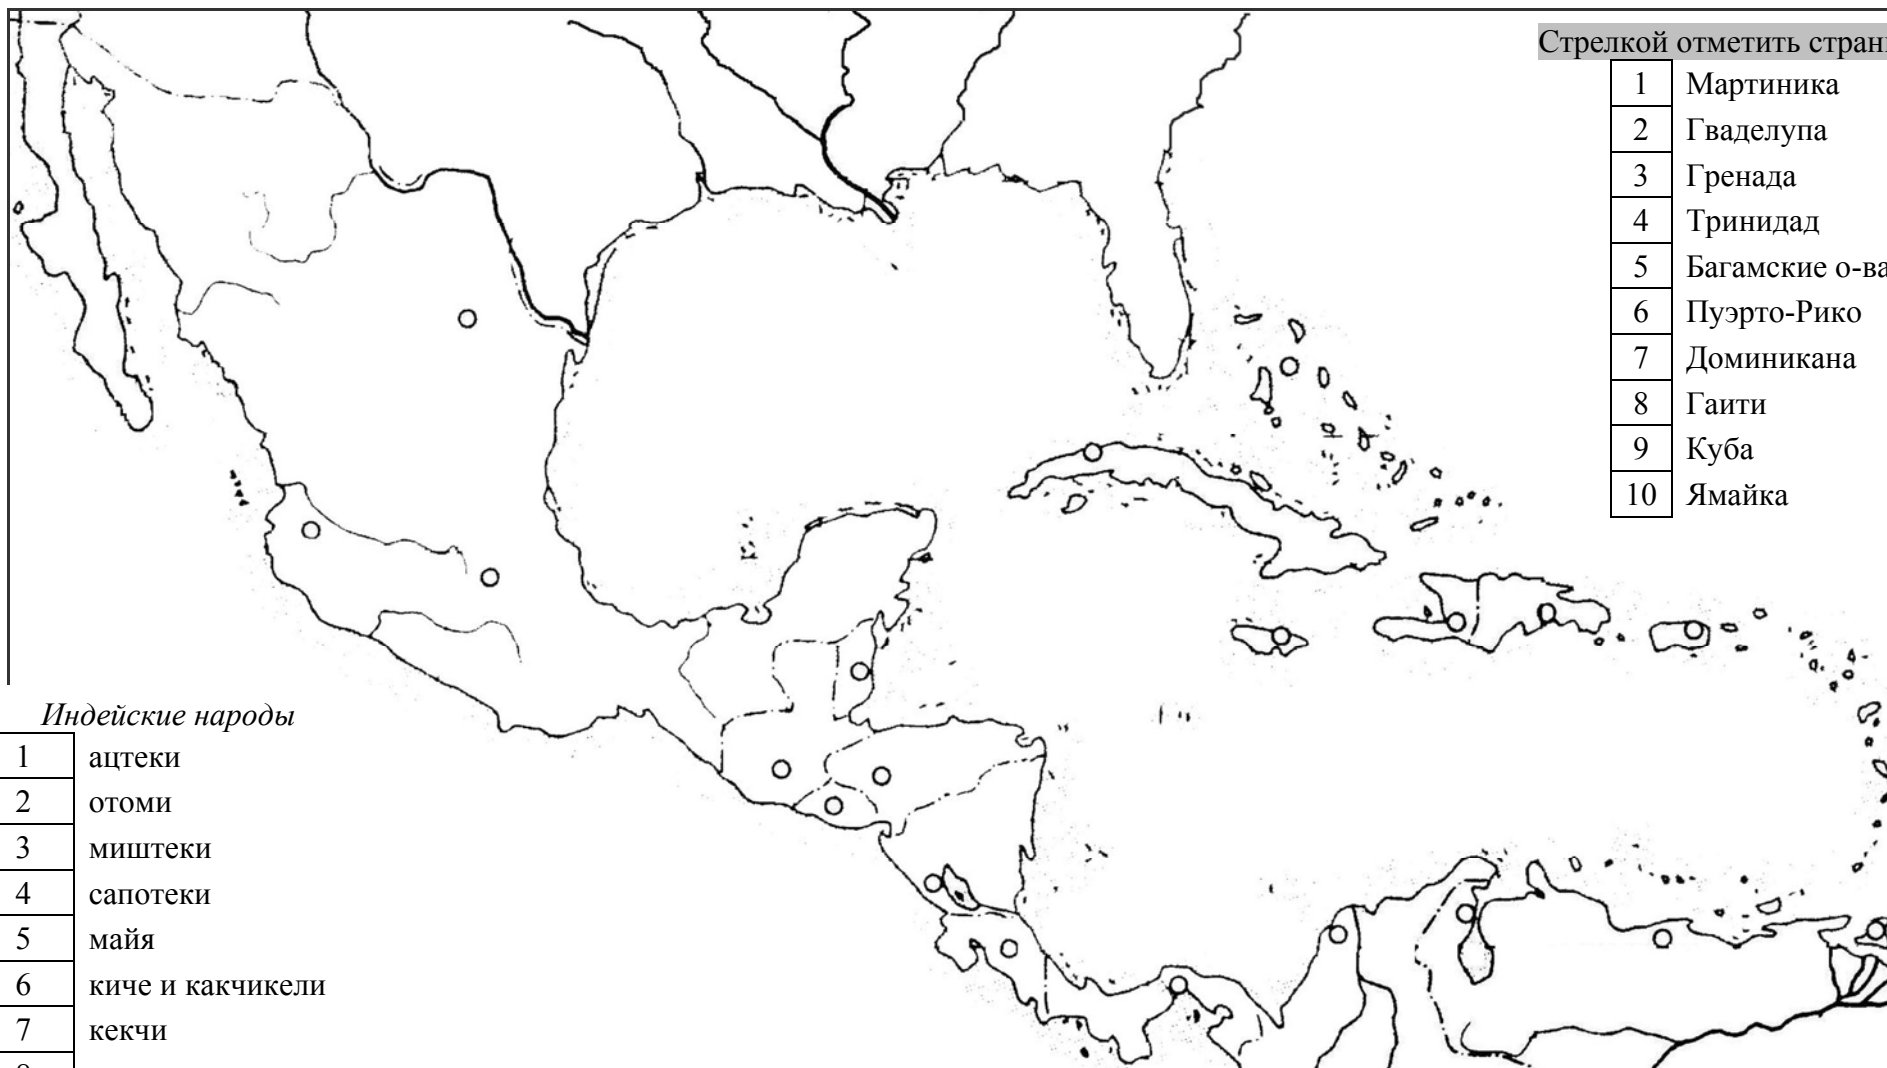 Стрелкой отметить стран
1 Мартиника
2 Гваделупа
3 Гренада
4 Тринидад
5 Багамские о-ва
6 Пуэрто-Рико
7 Доминикана
8 Гаити
9 Куба
10 Ямайка
Индейские народы
1 ацтеки
2 отоми
3 миштеки
4 сапотеки
5 майя
6 киче и какчикели
7 кекчи